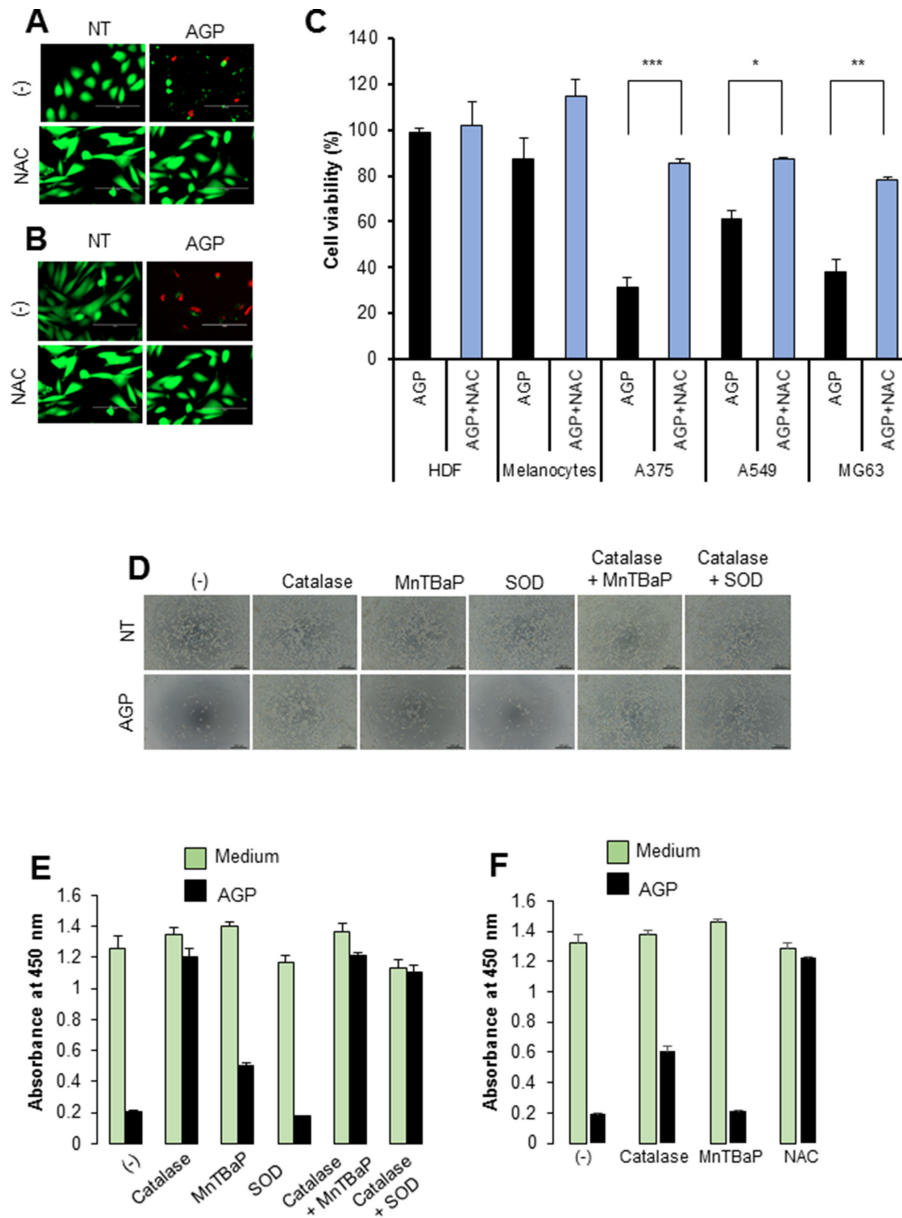 A
NT
AGP
(-)
NAC
B
NT
AGP
(-)
NAC
C
140
120
100
80
60
40
20
0
Cell viability (%)
***
*
**
AGP
AGP+NAC
AGP
AGP+NAC
AGP
AGP+NAC
AGP
AGP+NAC
AGP
AGP+NAC
HDF
Melanocytes
A375
A549
MG63
D
(-)
Catalase
MnTBaP
SOD
Catalase
+ MnTBaP
Catalase
+ SOD
NT
AGP
E
Medium
AGP
1.6
1.4
1.2
1
0.8
0.6
0.4
0.2
0
Absorbance at 450 nm
(-)
Catalase
MnTBaP
SOD
Catalase
+ MnTBaP
Catalase
+ SOD
F
Medium
AGP
1.6
1.4
1.2
1
0.8
0.6
0.4
0.2
0
Absorbance at 450 nm
(-)
Catalase
MnTBaP
NAC